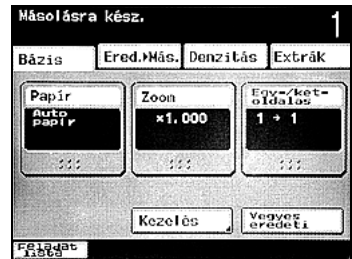 Másolásra kész.
1
Bázis
Ered.▸Más.
Denzitás
Extrák
Papír
Auto
papír
Zoom
×1.000
Egy-/két-
oldalas
1 → 1
Kezelés
Vegyes
eredeti
Feladat
lista